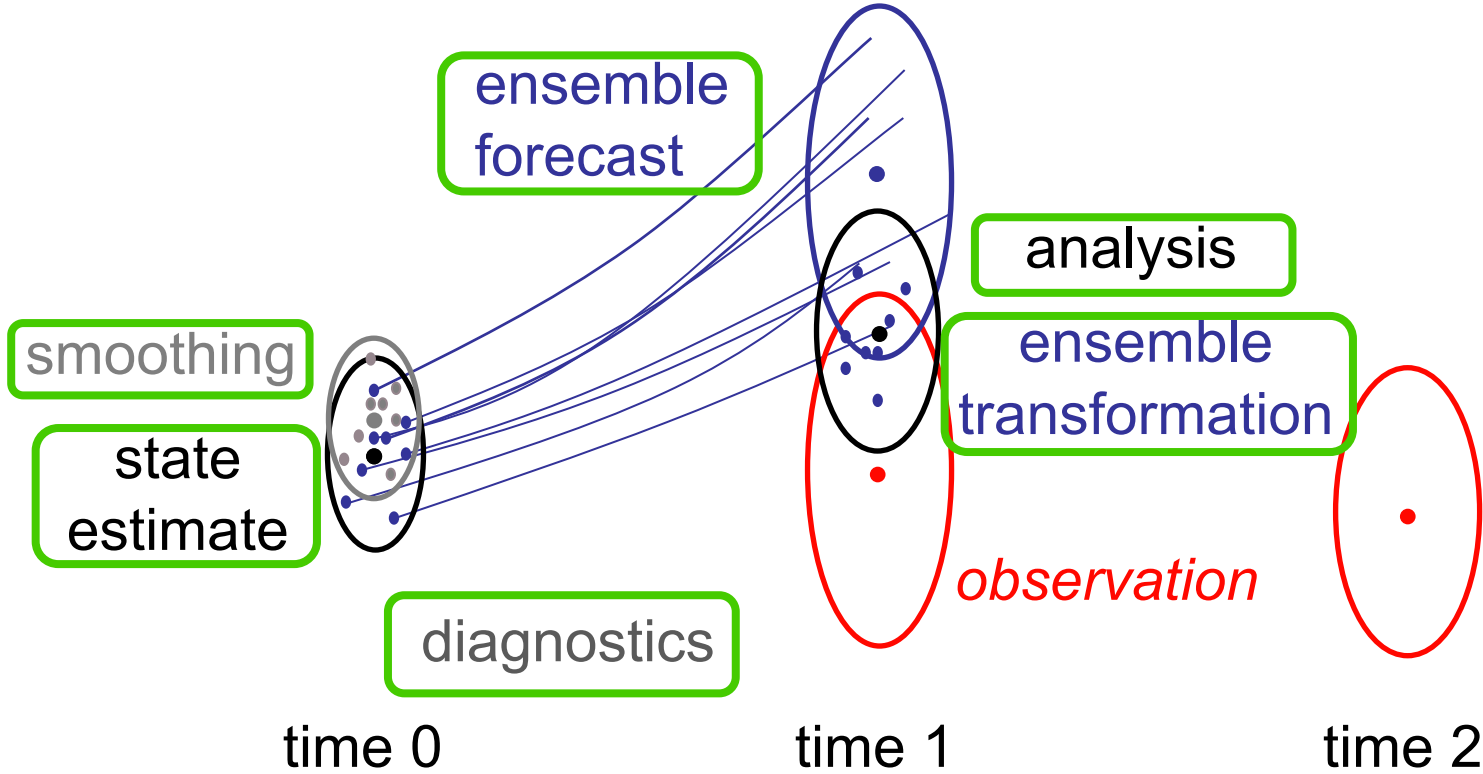 ensemble
forecast
analysis
smoothing
ensemble
transformation
state
estimate
observation
diagnostics
time 0
time 1
time 2